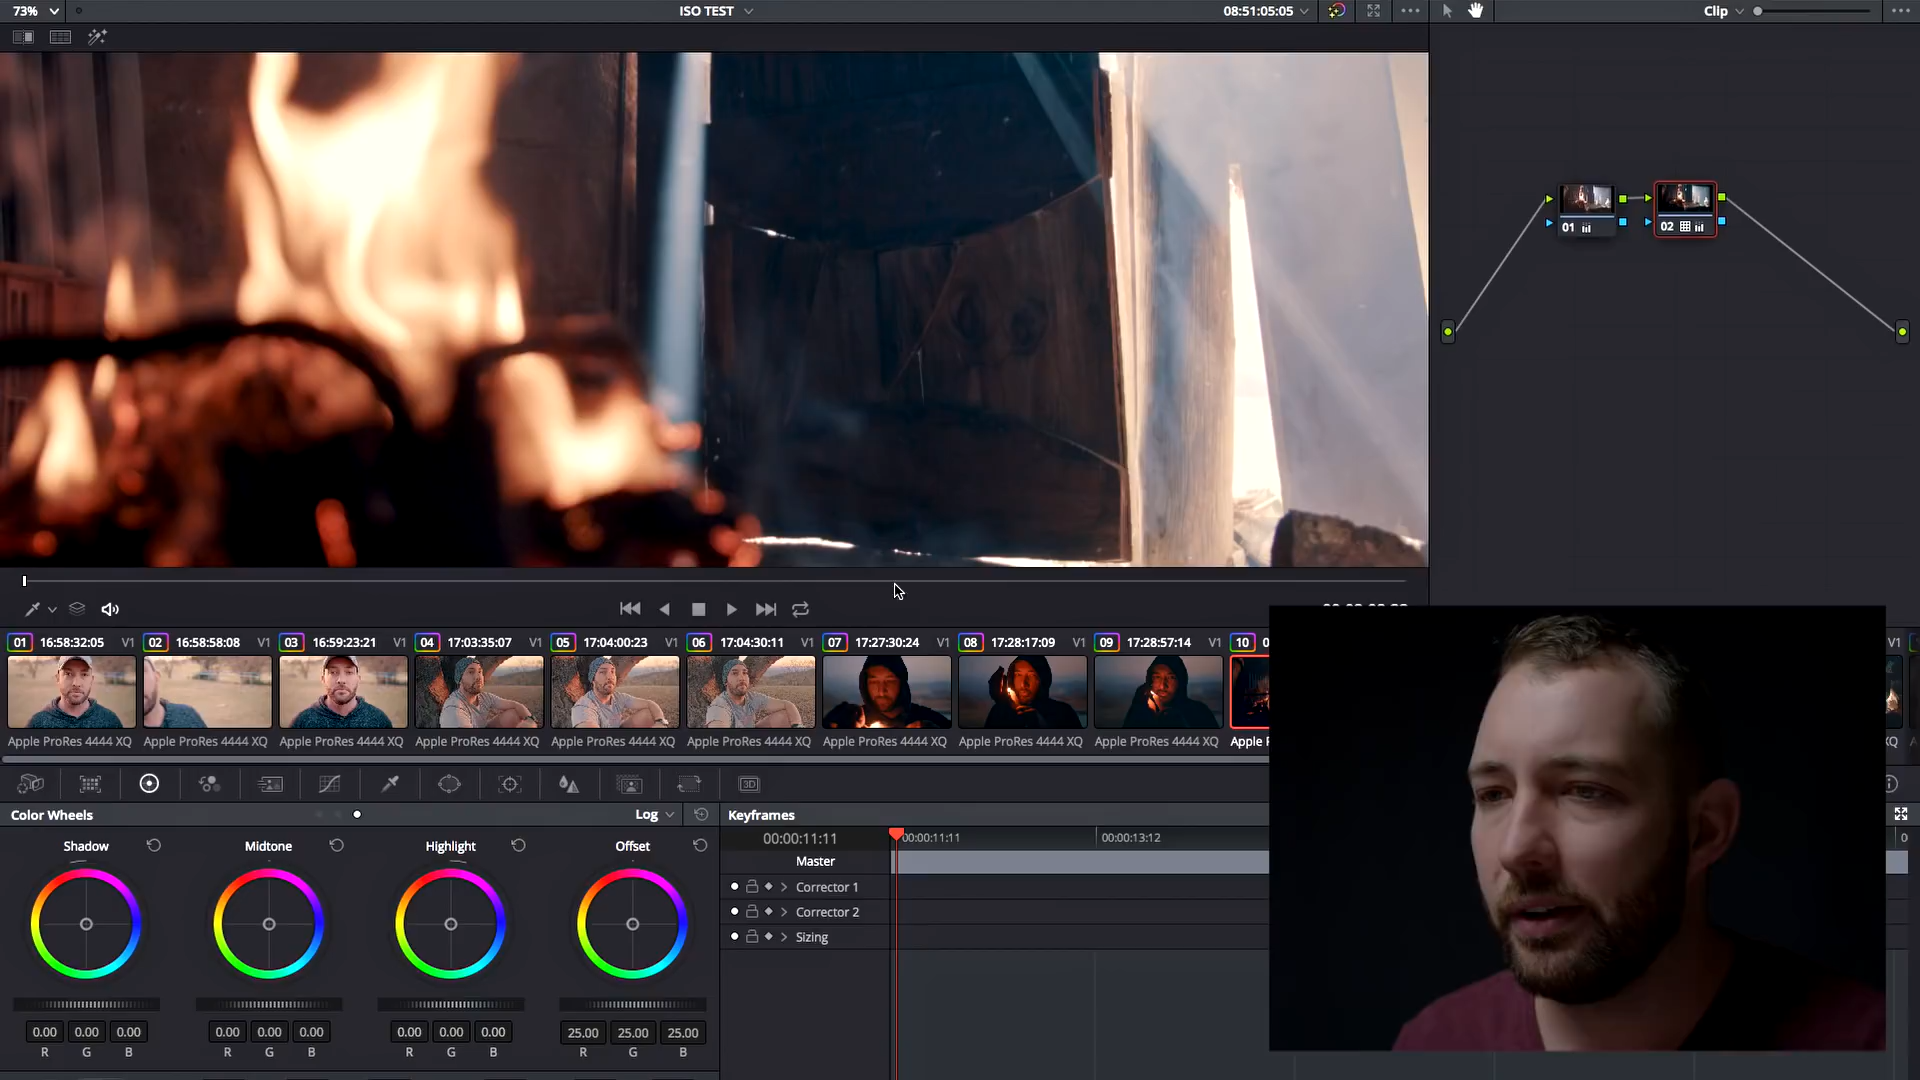 73%
ISO TEST
08:51:05:05
Clip
01
02
01 16:58:32:05 V1
02 16:58:58:08 V1
03 16:59:23:21 V1
04 17:03:35:07 V1
05 17:04:00:23 V1
06 17:04:30:11 V1
07 17:27:30:24 V1
08 17:28:17:09 V1
09 17:28:57:14 V1
10 0
V1
Apple ProRes 4444 XQ
Apple ProRes 4444 XQ
Apple ProRes 4444 XQ
Apple ProRes 4444 XQ
Apple ProRes 4444 XQ
Apple ProRes 4444 XQ
Apple ProRes 4444 XQ
Apple ProRes 4444 XQ
Apple ProRes 4444 XQ
Apple
XQ
3D
Color Wheels
Log
Keyframes
Shadow
Midtone
Highlight
Offset
00:00:11:11
00:00:11:11
00:00:13:12
0
Master
Corrector 1
Corrector 2
Sizing
0.00 0.00 0.00
0.00 0.00 0.00
0.00 0.00 0.00
25.00 25.00 25.00
R G B
R G B
R G B
R G B